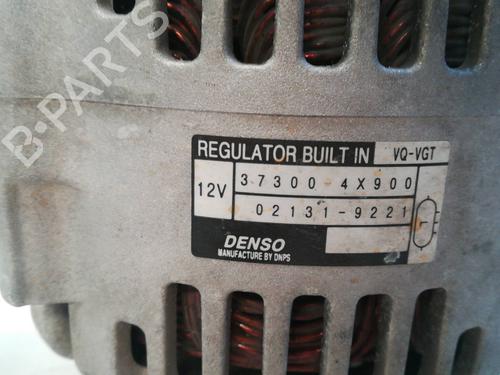 B-PARTS
REGULATOR BUILT IN VQ-VGT
12V 37300-4X900
02131-9221
DENSO
MANUFACTURE BY DNPS